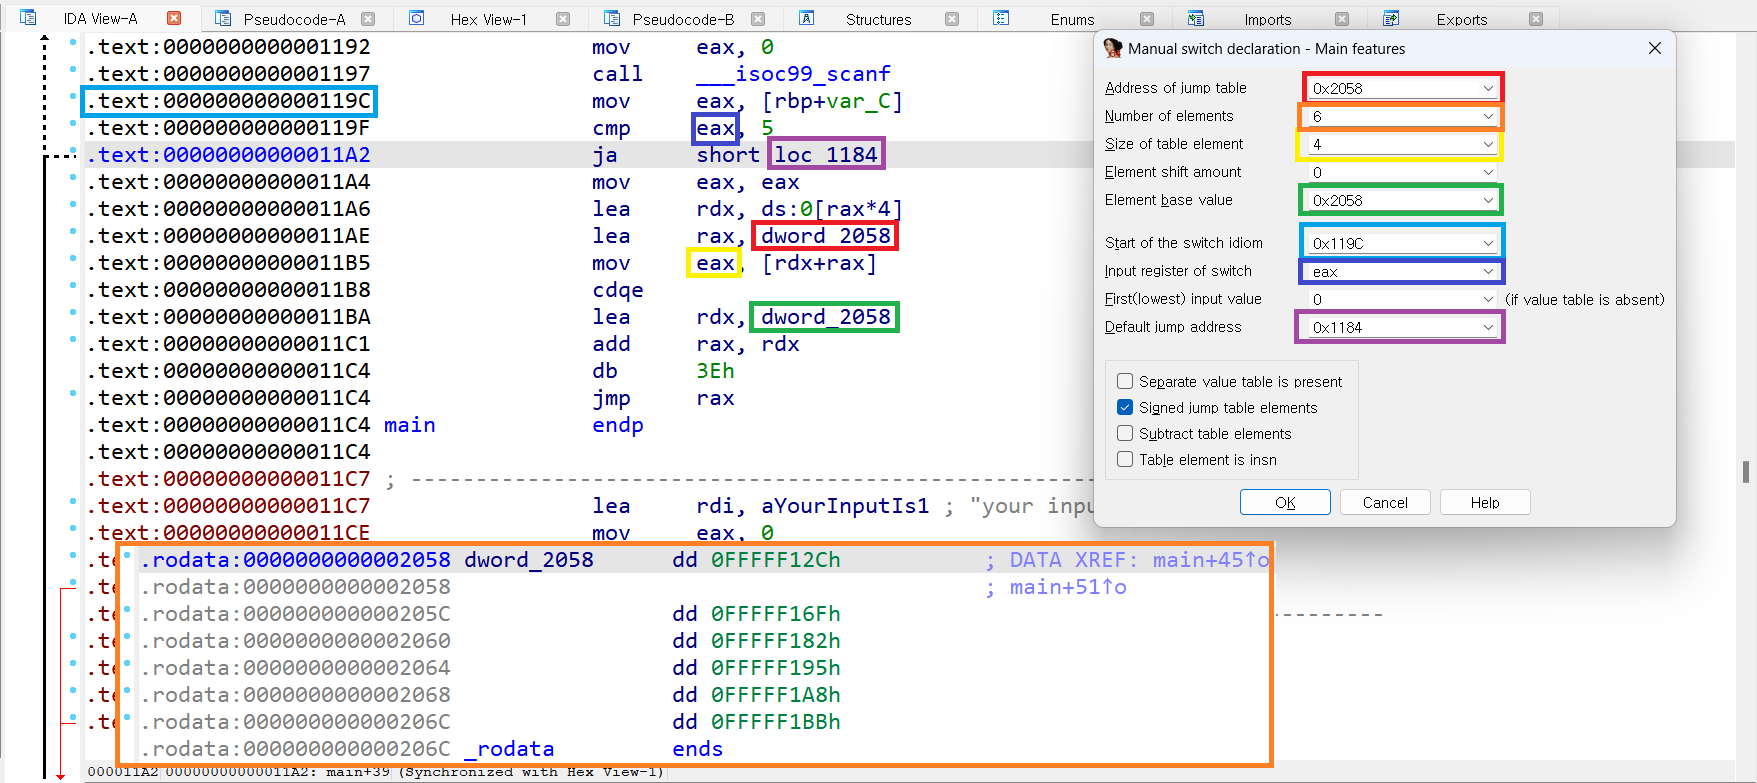 IDA View-A Pseudocode-A Hex View-1 Pseudocode-B Structures Enums Imports Exports
.text:0000000000001192 mov eax, 0
.text:0000000000001197 call ___isoc99_scanf
.text:000000000000119C mov eax, [rbp+var_C]
.text:000000000000119F cmp eax, 5
.text:00000000000011A2 ja short loc_1184
.text:00000000000011A4 mov eax, eax
.text:00000000000011A6 lea rdx, ds:0[rax*4]
.text:00000000000011AE lea rax, dword_2058
.text:00000000000011B5 mov eax, [rdx+rax]
.text:00000000000011B8 cdqe
.text:00000000000011BA lea rdx, dword_2058
.text:00000000000011C1 add rax, rdx
.text:00000000000011C4 db 3Eh
.text:00000000000011C4 jmp rax
.text:00000000000011C4 main endp
.text:00000000000011C4
.text:00000000000011C7 ; ----------------------------------------------------
.text:00000000000011C7 lea rdi, aYourInputIs1 ; "your inp
.text:00000000000011CE mov eax, 0
.rodata:0000000000002058 dword_2058 dd 0FFFFF12Ch ; DATA XREF: main+45↑o
.rodata:0000000000002058 ; main+51↑o
.rodata:000000000000205C dd 0FFFFF16Fh
.rodata:0000000000002060 dd 0FFFFF182h
.rodata:0000000000002064 dd 0FFFFF195h
.rodata:0000000000002068 dd 0FFFFF1A8h
.rodata:000000000000206C dd 0FFFFF1BBh
.rodata:000000000000206C _rodata ends
000011A2 00000000000011A2: main+39 (Synchronized with Hex View-1)
Manual switch declaration - Main features
Address of jump table 0x2058
Number of elements 6
Size of table element 4
Element shift amount 0
Element base value 0x2058
Start of the switch idiom 0x119C
Input register of switch eax
First(lowest) input value 0 (if value table is absent)
Default jump address 0x1184
Separate value table is present
Signed jump table elements
Subtract table elements
Table element is insn
OK Cancel Help